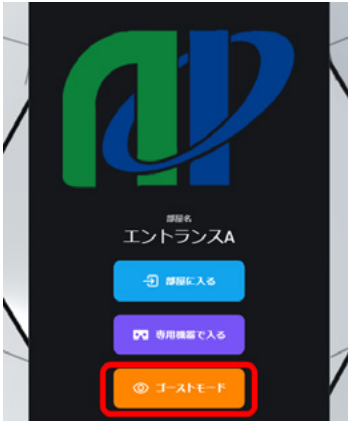 部屋名
エントランスA
部屋に入る
専用機器で入る
ゴーストモード